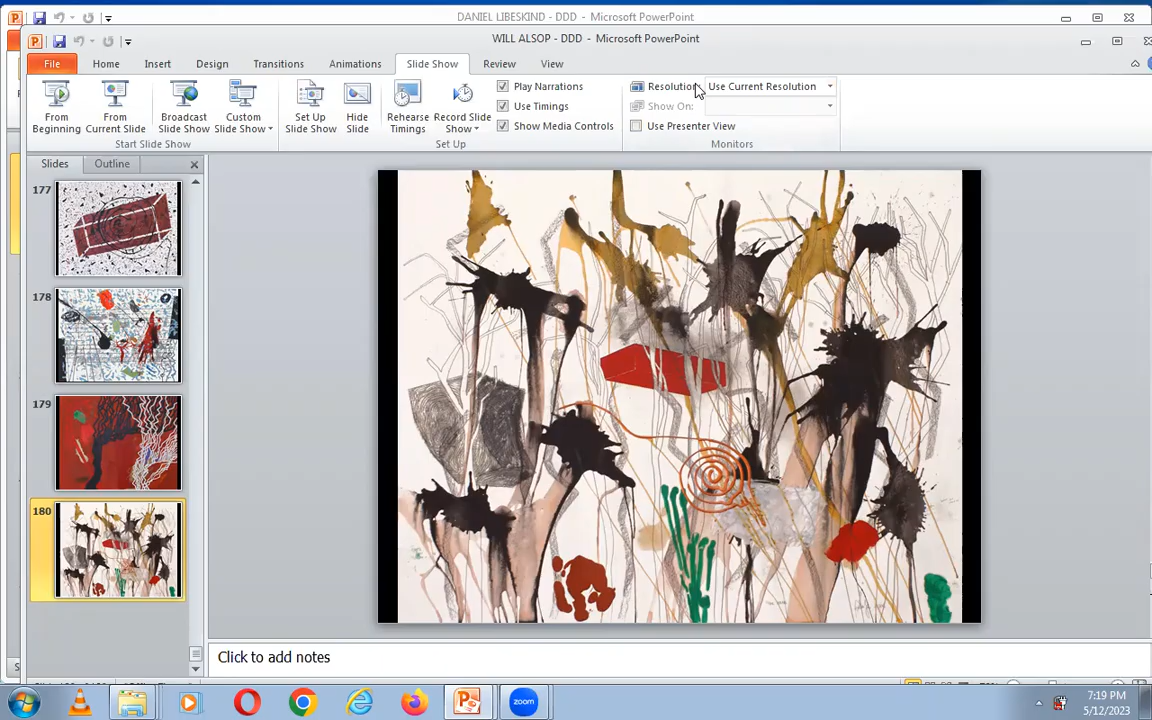 DANIEL LIBESKIND - DDD - Microsoft PowerPoint
WILL ALSOP - DDD - Microsoft PowerPoint
File Home Insert Design Transitions Animations Slide Show Review View
From Beginning
From Current Slide
Broadcast Slide Show
Custom Slide Show
Start Slide Show
Set Up Slide Show
Hide Slide
Rehearse Timings
Record Slide Show
Play Narrations
Use Timings
Show Media Controls
Set Up
Resolution
Use Current Resolution
Show On:
Use Presenter View
Monitors
Slides Outline
177
178
179
180
Click to add notes
zoom
7:19 PM
5/12/2023